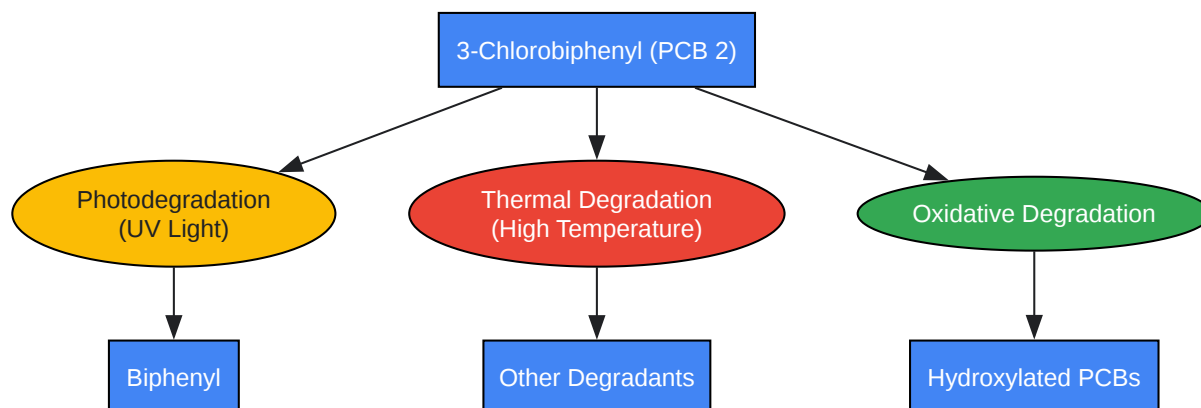 3-Chlorobiphenyl (PCB 2)
Photodegradation
(UV Light)
Thermal Degradation
(High Temperature)
Oxidative Degradation
Biphenyl
Other Degradants
Hydroxylated PCBs